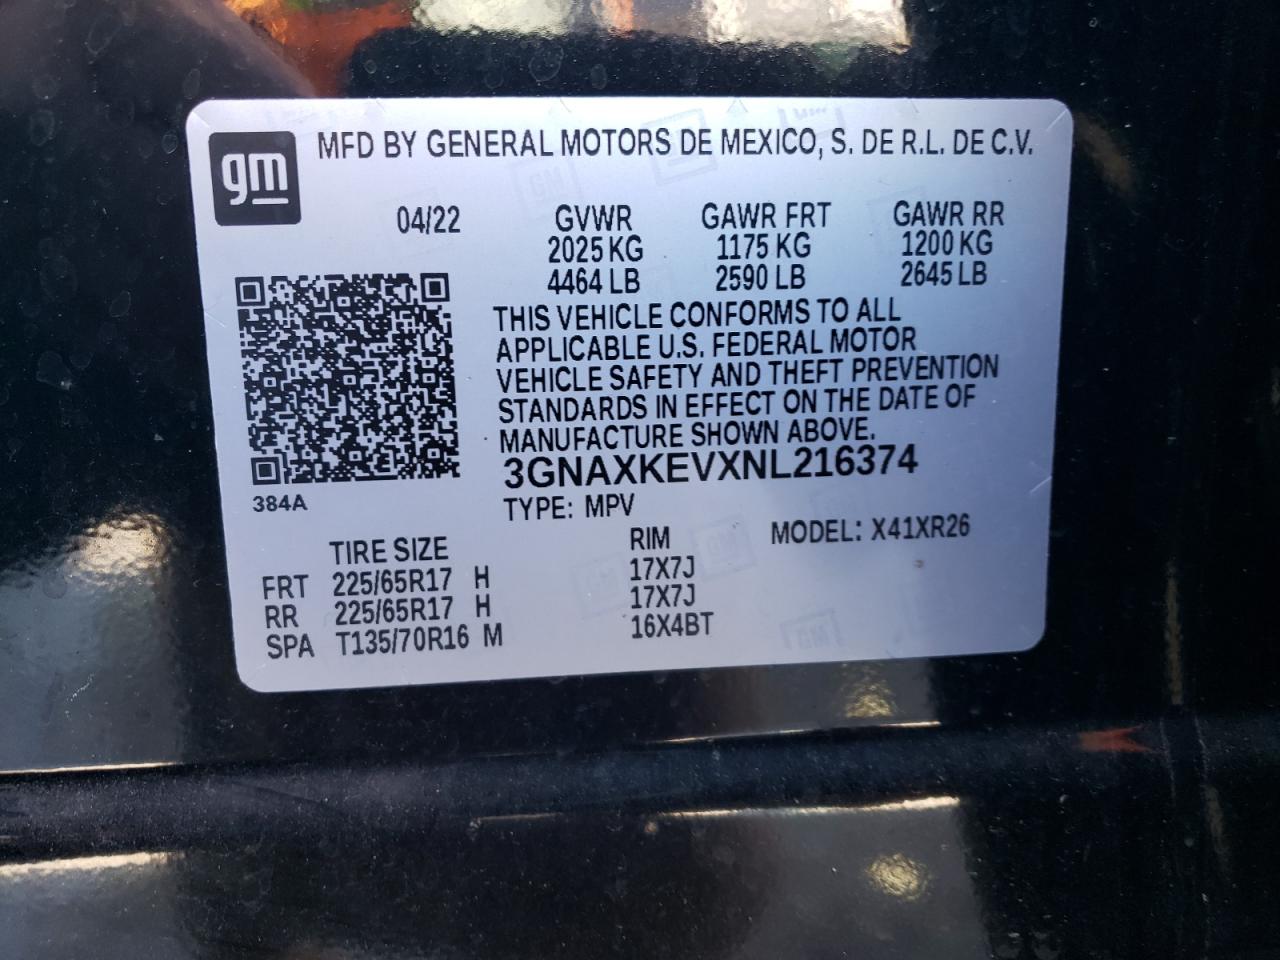 gm
MFD BY GENERAL MOTORS DE MEXICO, S. DE R.L. DE C.V.
04/22 GVWR GAWR FRT GAWR RR
2025 KG 1175 KG 1200 KG
4464 LB 2590 LB 2645 LB
THIS VEHICLE CONFORMS TO ALL
APPLICABLE U.S. FEDERAL MOTOR
VEHICLE SAFETY AND THEFT PREVENTION
STANDARDS IN EFFECT ON THE DATE OF
MANUFACTURE SHOWN ABOVE.
3GNAXKEVXNL216374
384A
TYPE: MPV
TIRE SIZE RIM MODEL: X41XR26
FRT 225/65R17 H 17X7J
RR 225/65R17 H 17X7J
SPA T135/70R16 M 16X4BT